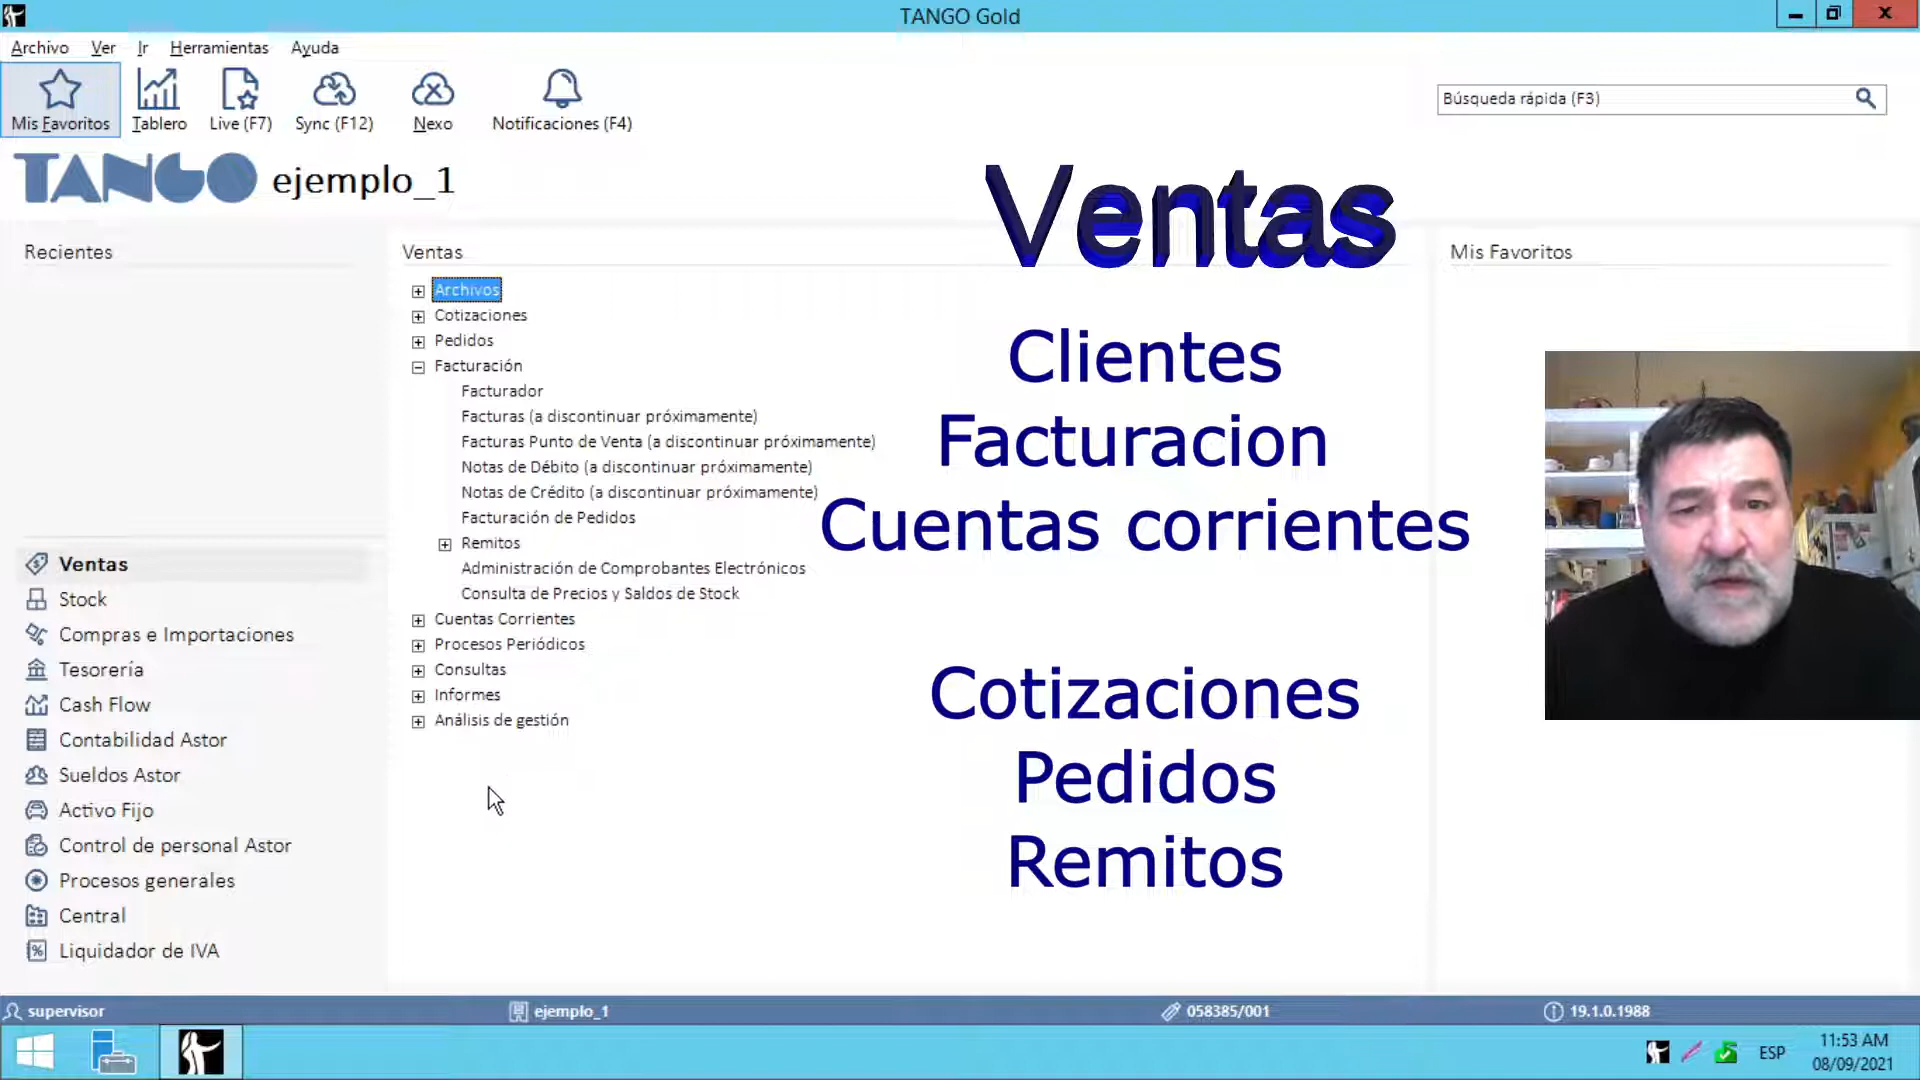 TANGO Gold
Archivo Ver Ir Herramientas Ayuda
Mis Favoritos Tablero Live (F7) Sync (F12) Nexo Notificaciones (F4)
Búsqueda rápida (F3)
TANGO ejemplo_1
Ventas
Recientes
Ventas
Mis Favoritos
Archivos
Cotizaciones
Pedidos
Facturación
Facturador
Facturas (a discontinuar próximamente)
Facturas Punto de Venta (a discontinuar próximamente)
Notas de Débito (a discontinuar próximamente)
Notas de Crédito (a discontinuar próximamente)
Facturación de Pedidos
Remitos
Administración de Comprobantes Electrónicos
Consulta de Precios y Saldos de Stock
Cuentas Corrientes
Procesos Periódicos
Consultas
Informes
Análisis de gestión
Clientes
Facturacion
Cuentas corrientes
Cotizaciones
Pedidos
Remitos
Ventas
Stock
Compras e Importaciones
Tesorería
Cash Flow
Contabilidad Astor
Sueldos Astor
Activo Fijo
Control de personal Astor
Procesos generales
Central
Liquidador de IVA
supervisor ejemplo_1 058385/001 19.1.0.1988
ESP
11:53 AM
08/09/2021